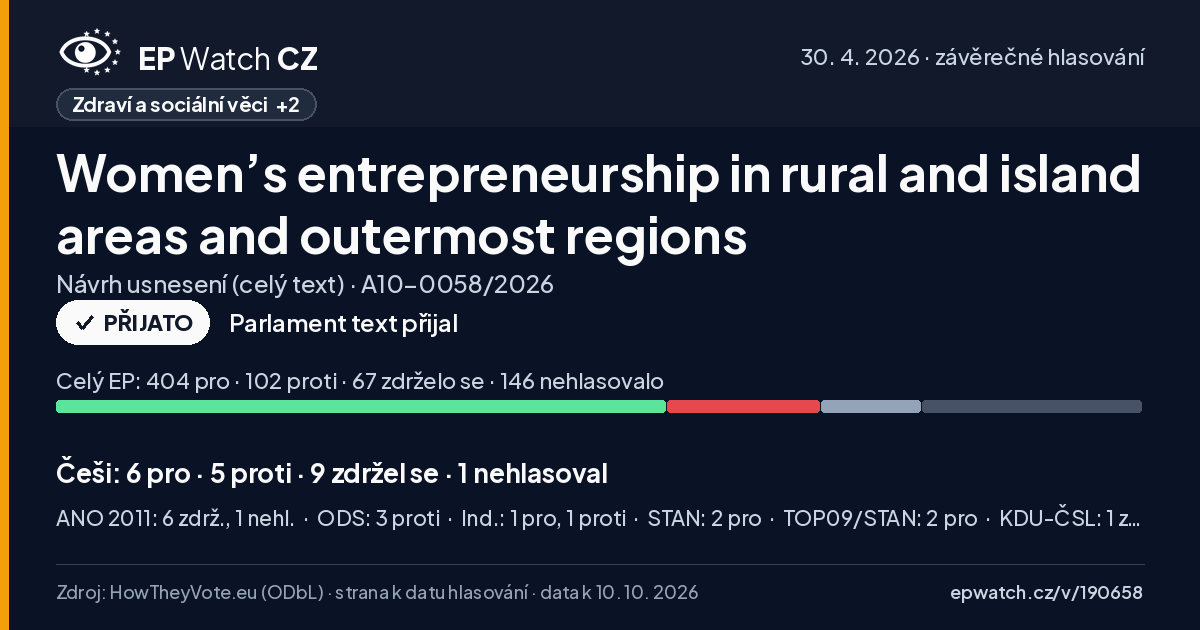 EP Watch CZ
30. 4. 2026 · závěrečné hlasování
Zdraví a sociální věci +2
Women’s entrepreneurship in rural and island
areas and outermost regions
Návrh usnesení (celý text) · A10–0058/2026
✓ PŘIJATO Parlament text přijal
Celý EP: 404 pro · 102 proti · 67 zdrželo se · 146 nehlasovalo
Češi: 6 pro · 5 proti · 9 zdržel se · 1 nehlasoval
ANO 2011: 6 zdrž., 1 nehl. · ODS: 3 proti · Ind.: 1 pro, 1 proti · STAN: 2 pro · TOP09/STAN: 2 pro · KDU-ČSL: 1 z…
Zdroj: HowTheyVote.eu (ODbL) · strana k datu hlasování · data k 10. 10. 2026
epwatch.cz/v/190658